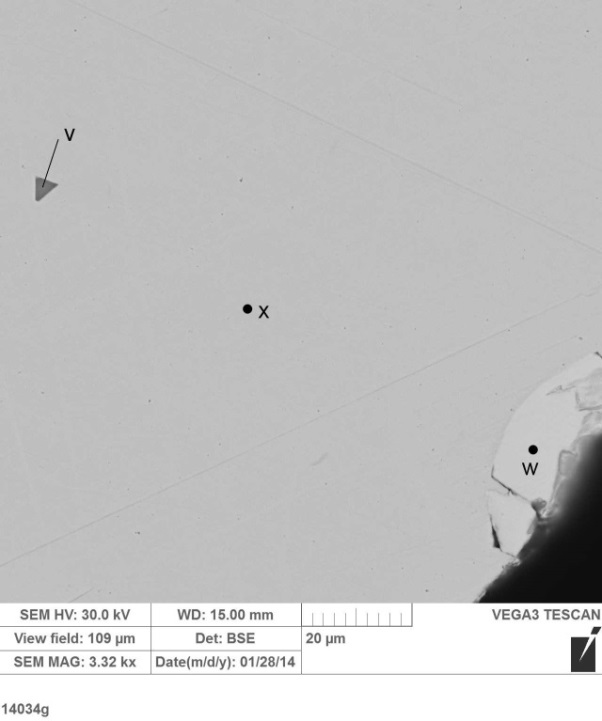 V
X
W
SEM HV: 30.0 kV WD: 15.00 mm VEGA3 TESCAN
View field: 109 µm Det: BSE 20 µm
SEM MAG: 3.32 kx Date(m/d/y): 01/28/14
14034g